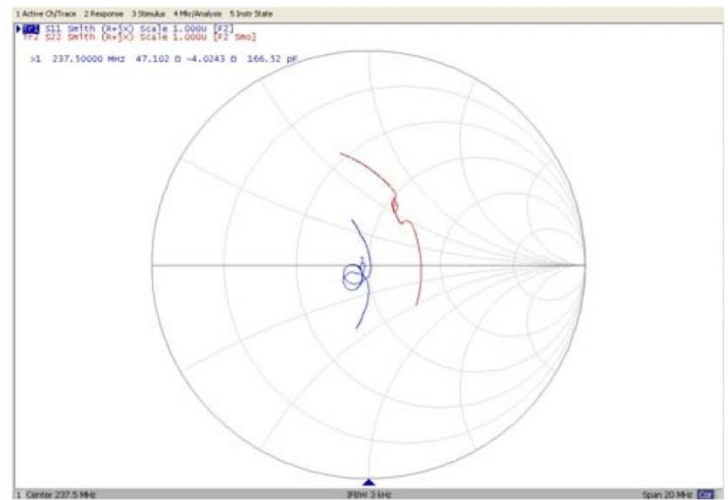 1 Active Ch/Trace 2 Response 3 Stimulus 4 Mkr/Analysis 5 Instr State
Tr1 S11 Smith (R+jX) Scale 1.000U [F2]
Tr2 S22 Smith (R+jX) Scale 1.000U [F2 Smo]
>1 237.50000 MHz 47.102 Ω -4.0243 Ω 166.52 pF
1
1 Center 237.5 MHz IFBW 3 kHz Span 20 MHz Cor